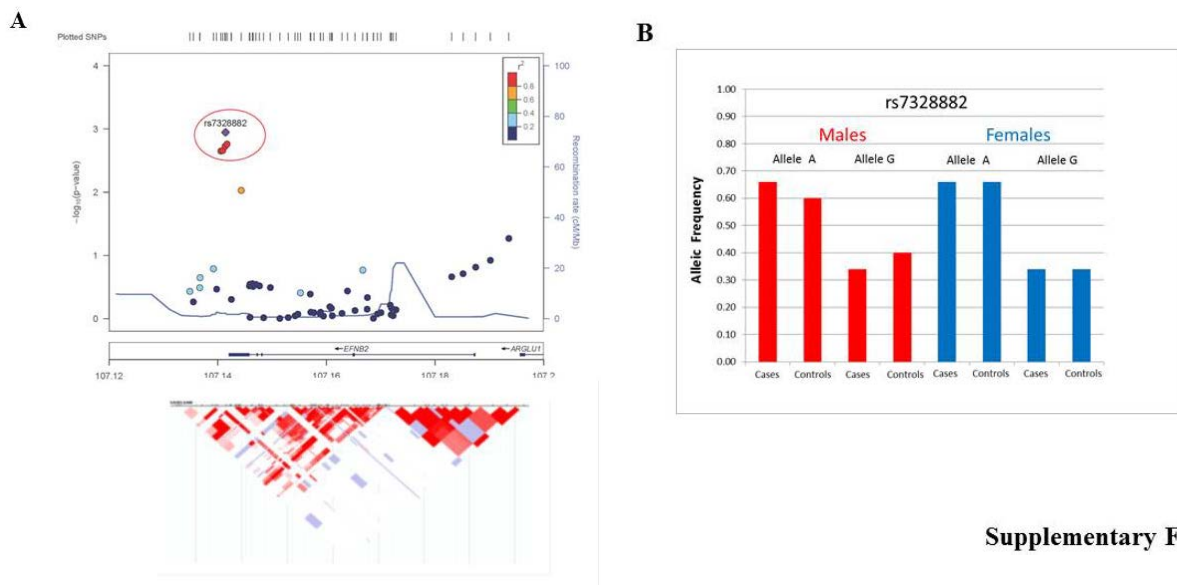 A
Plotted SNPs
4
3
2
1
0
−log₁₀(p-value)
100
80
60
40
20
0
Recombination rate (cM/Mb)
r²
0.8
0.6
0.4
0.2
rs7328882
EFNB2
ARGLU1
107.12
107.14
107.16
107.18
107.2
B
rs7328882
Males
Females
Allele A
Allele G
Allele A
Allele G
Alleic Frequency
1.00
0.90
0.80
0.70
0.60
0.50
0.40
0.30
0.20
0.10
0.00
Cases Controls Cases Controls Cases Controls Cases Controls
Supplementary F